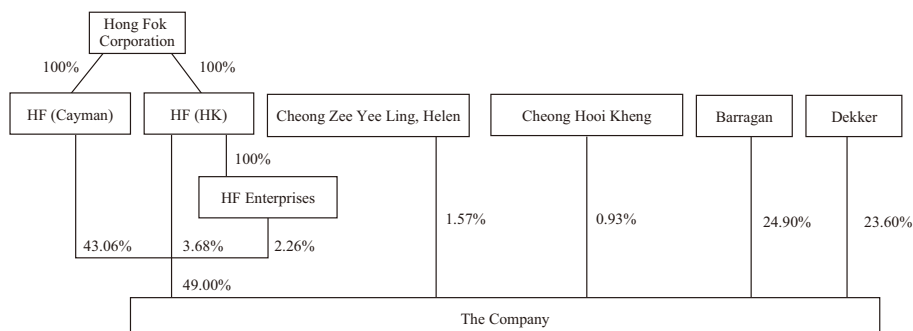 Hong Fok
Corporation
100%
100%
HF (Cayman)
HF (HK)
Cheong Zee Yee Ling, Helen
Cheong Hooi Kheng
Barragan
Dekker
100%
HF Enterprises
1.57%
0.93%
24.90%
23.60%
43.06%
3.68%
2.26%
49.00%
The Company